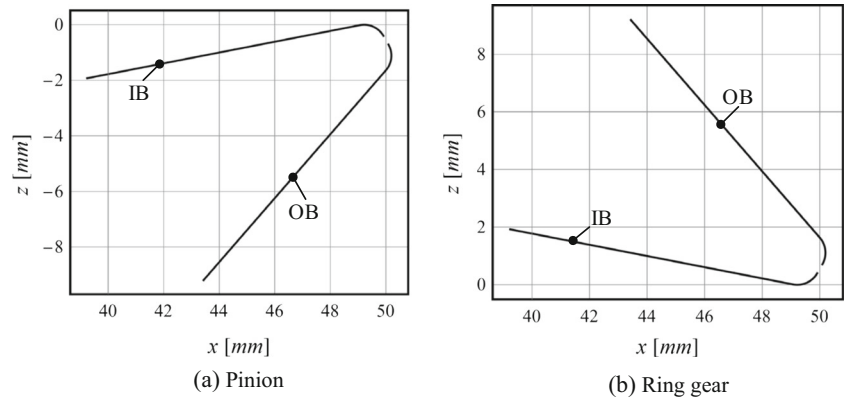 0
−2
−4
−6
−8
z [mm]
IB
OB
40 42 44 46 48 50
x [mm]
(a) Pinion
8
6
4
2
0
z [mm]
OB
IB
40 42 44 46 48 50
x [mm]
(b) Ring gear